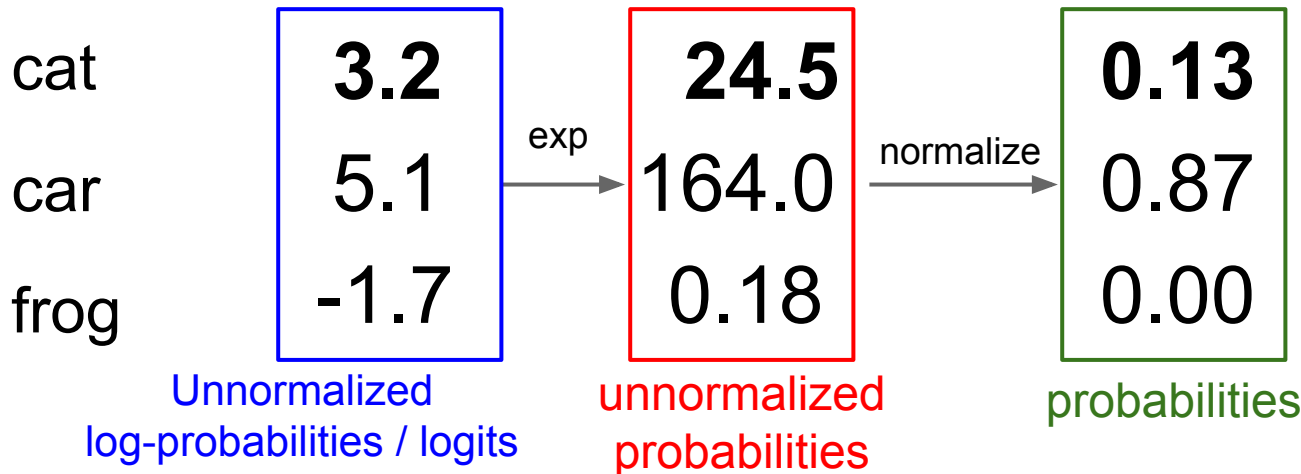 cat 3.2 24.5 0.13
exp normalize
car 5.1 164.0 0.87
frog -1.7 0.18 0.00
Unnormalized unnormalized probabilities
log-probabilities / logits probabilities